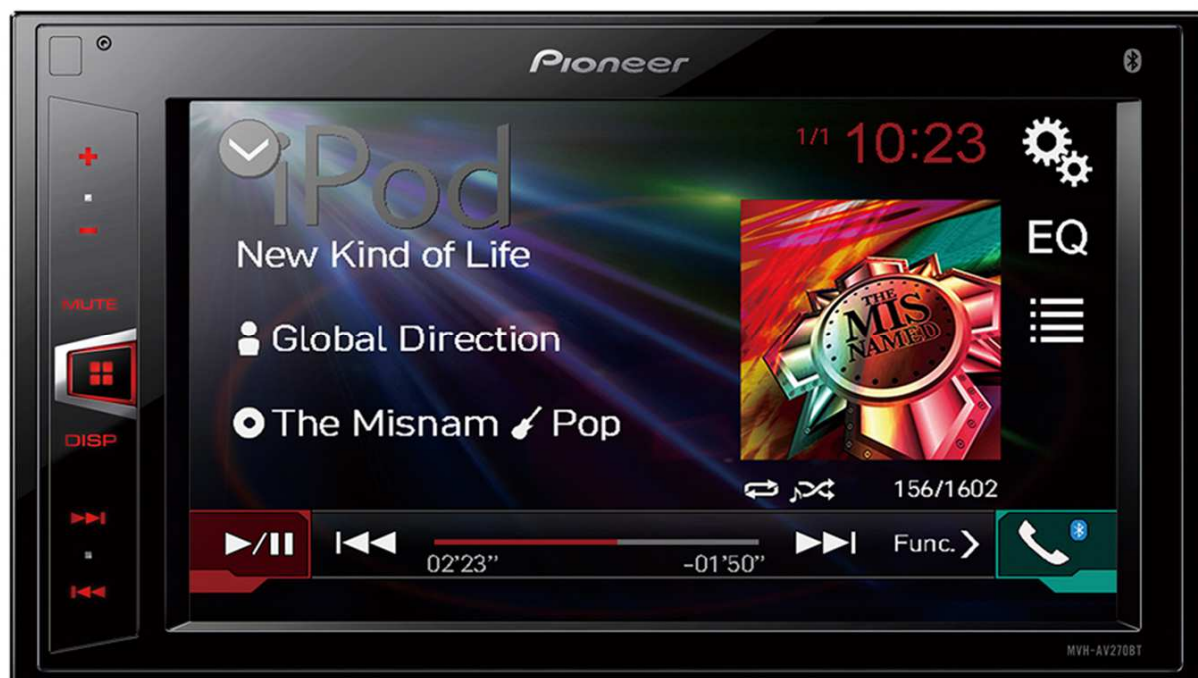 Pioneer
iPod
1/1 10:23
New Kind of Life
EQ
Global Direction
The Misnam Pop
THE
MIS
NAMED
MUTE
DISP
156/1602
02'23"
-01'50"
Func.
MVH-AV270BT